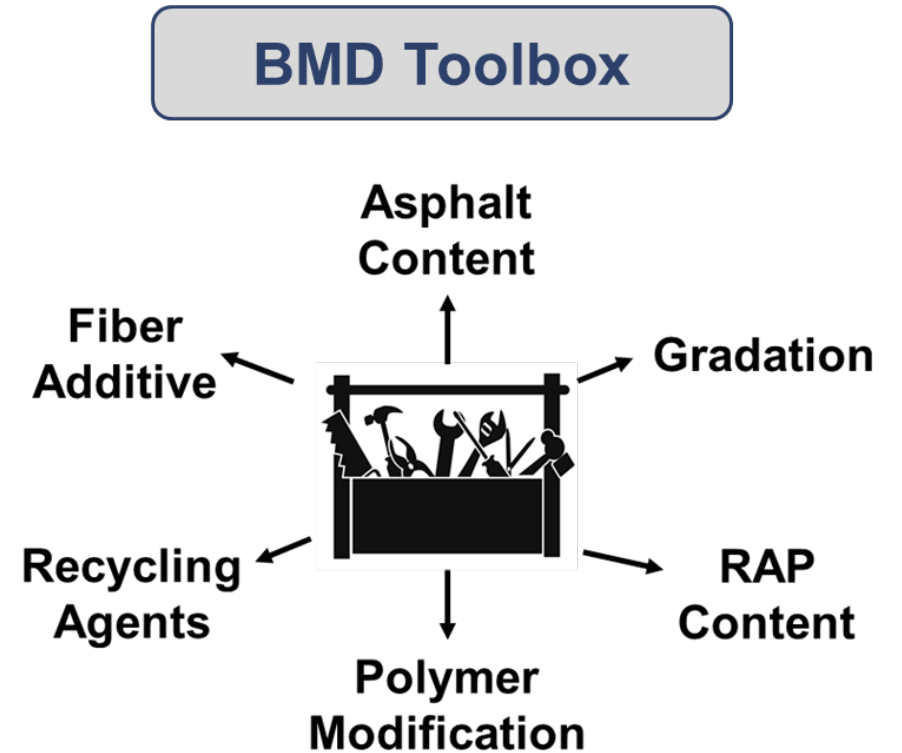 BMD Toolbox
Asphalt
Content
Fiber
Additive
Gradation
Recycling
Agents
RAP
Content
Polymer
Modification